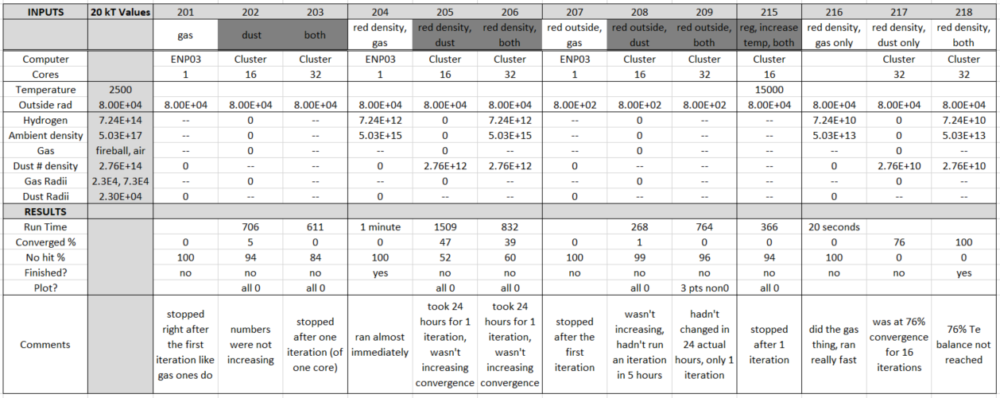 INPUTS 20 kT Values 201 202 203 204 205 206 207 208 209 215 216 217 218
gas dust both red density, gas red density, dust red density, both red outside, gas red outside, dust red outside, both reg, increase temp, both red density, gas only red density, dust only red density, both
Computer ENP03 Cluster Cluster ENP03 Cluster Cluster ENP03 Cluster Cluster Cluster Cluster Cluster
Cores 1 16 32 1 16 32 1 16 32 16 32 32
Temperature 2500 15000
Outside rad 8.00E+04 8.00E+04 8.00E+04 8.00E+04 8.00E+04 8.00E+04 8.00E+04 8.00E+02 8.00E+02 8.00E+02 8.00E+04 8.00E+04 8.00E+04 8.00E+04
Hydrogen 7.24E+14 -- 0 -- 7.24E+12 0 7.24E+12 -- 0 -- -- 7.24E+10 0 7.24E+10
Ambient density 5.03E+17 -- 0 -- 5.03E+15 0 5.03E+15 -- 0 -- -- 5.03E+13 0 5.03E+13
Gas fireball, air -- 0 -- -- 0 -- -- 0 -- -- -- 0 --
Dust # density 2.76E+14 0 -- -- 0 2.76E+12 2.76E+12 0 -- -- -- 0 2.76E+10 2.76E+10
Gas Radii 2.3E4, 7.3E4 -- 0 -- -- 0 -- -- 0 -- -- -- 0 --
Dust Radii 2.30E+04 0 -- -- 0 -- -- 0 -- -- -- 0 -- --
RESULTS
Run Time 706 611 1 minute 1509 832 268 764 366 20 seconds
Converged % 0 5 0 0 47 39 0 1 0 0 0 76 100
No hit % 100 94 84 100 52 60 100 99 96 94 100 0 0
Finished? no no no yes no no no no no no no no yes
Plot? all 0 all 0 all 0 all 0 all 0 3 pts non0 all 0
Comments
stopped
right after
the first
iteration like
gas ones do
numbers
were not
increasing
stopped
after one
iteration (of
one core)
ran almost
immediately
took 24
hours for 1
iteration,
wasn't
increasing
convergence
took 24
hours for 1
iteration,
wasn't
increasing
convergence
stopped
after the
first
iteration
wasn't
increasing,
hadn't run
an iteration
in 5 hours
hadn't
changed in
24 actual
hours, only 1
iteration
stopped
after 1
iteration
did the gas
thing, ran
really fast
was at 76%
convergence
for 16
iterations
76% Te
balance not
reached